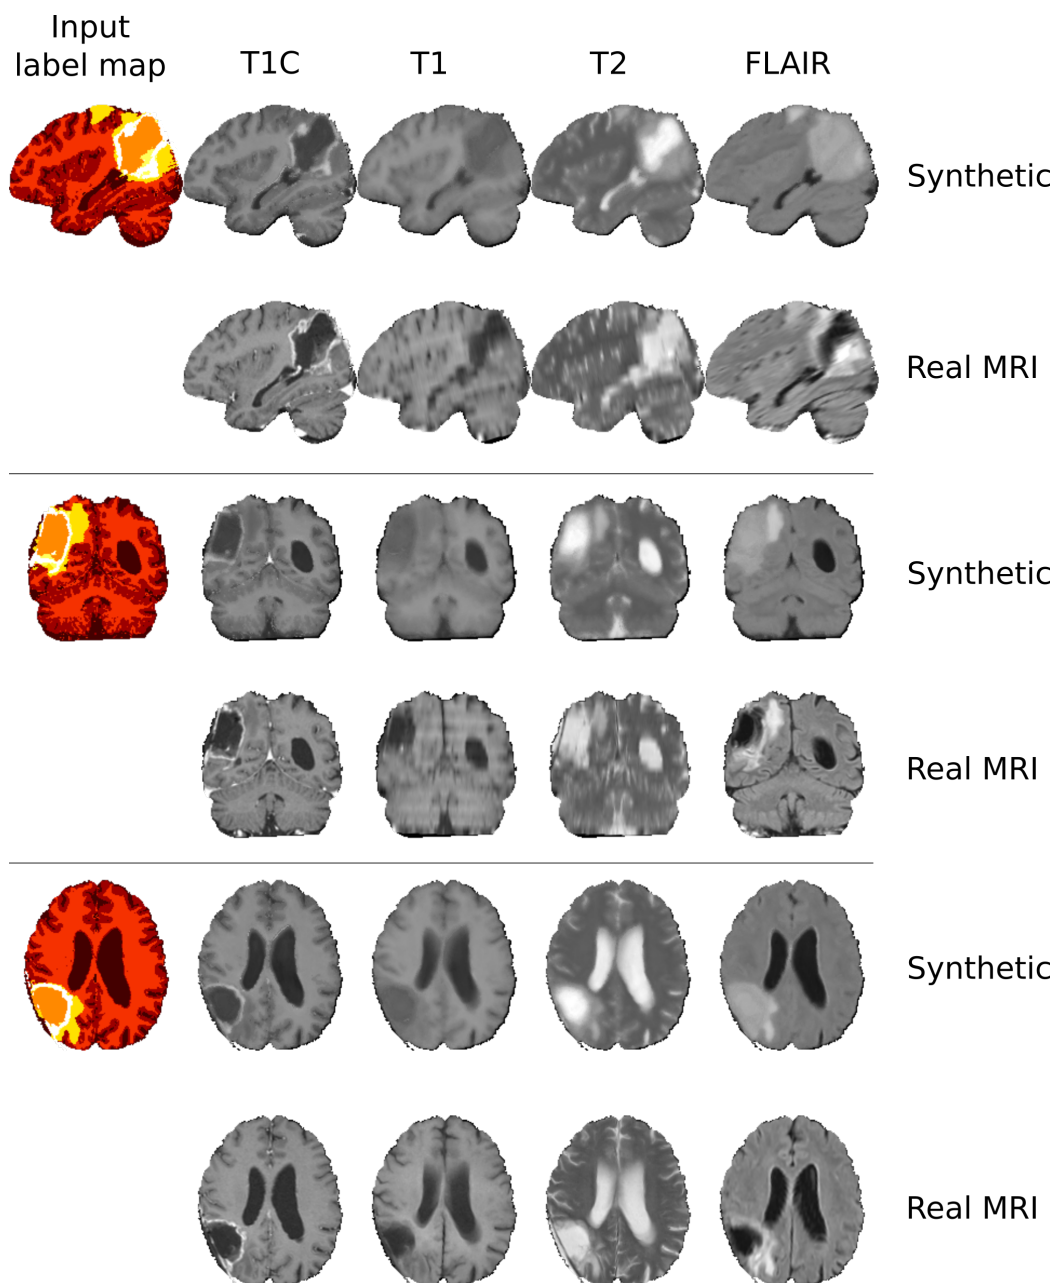 Input
label map
T1C
T1
T2
FLAIR
Synthetic
Real MRI
Synthetic
Real MRI
Synthetic
Real MRI